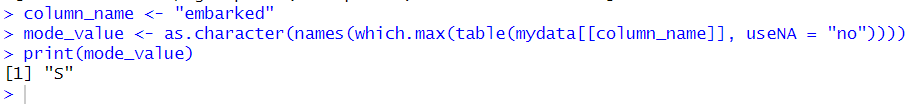 > column_name <- "embarked"
> mode_value <- as.character(names(which.max(table(mydata[[column_name]], useNA = "no"))))
> print(mode_value)
[1] "S"
>